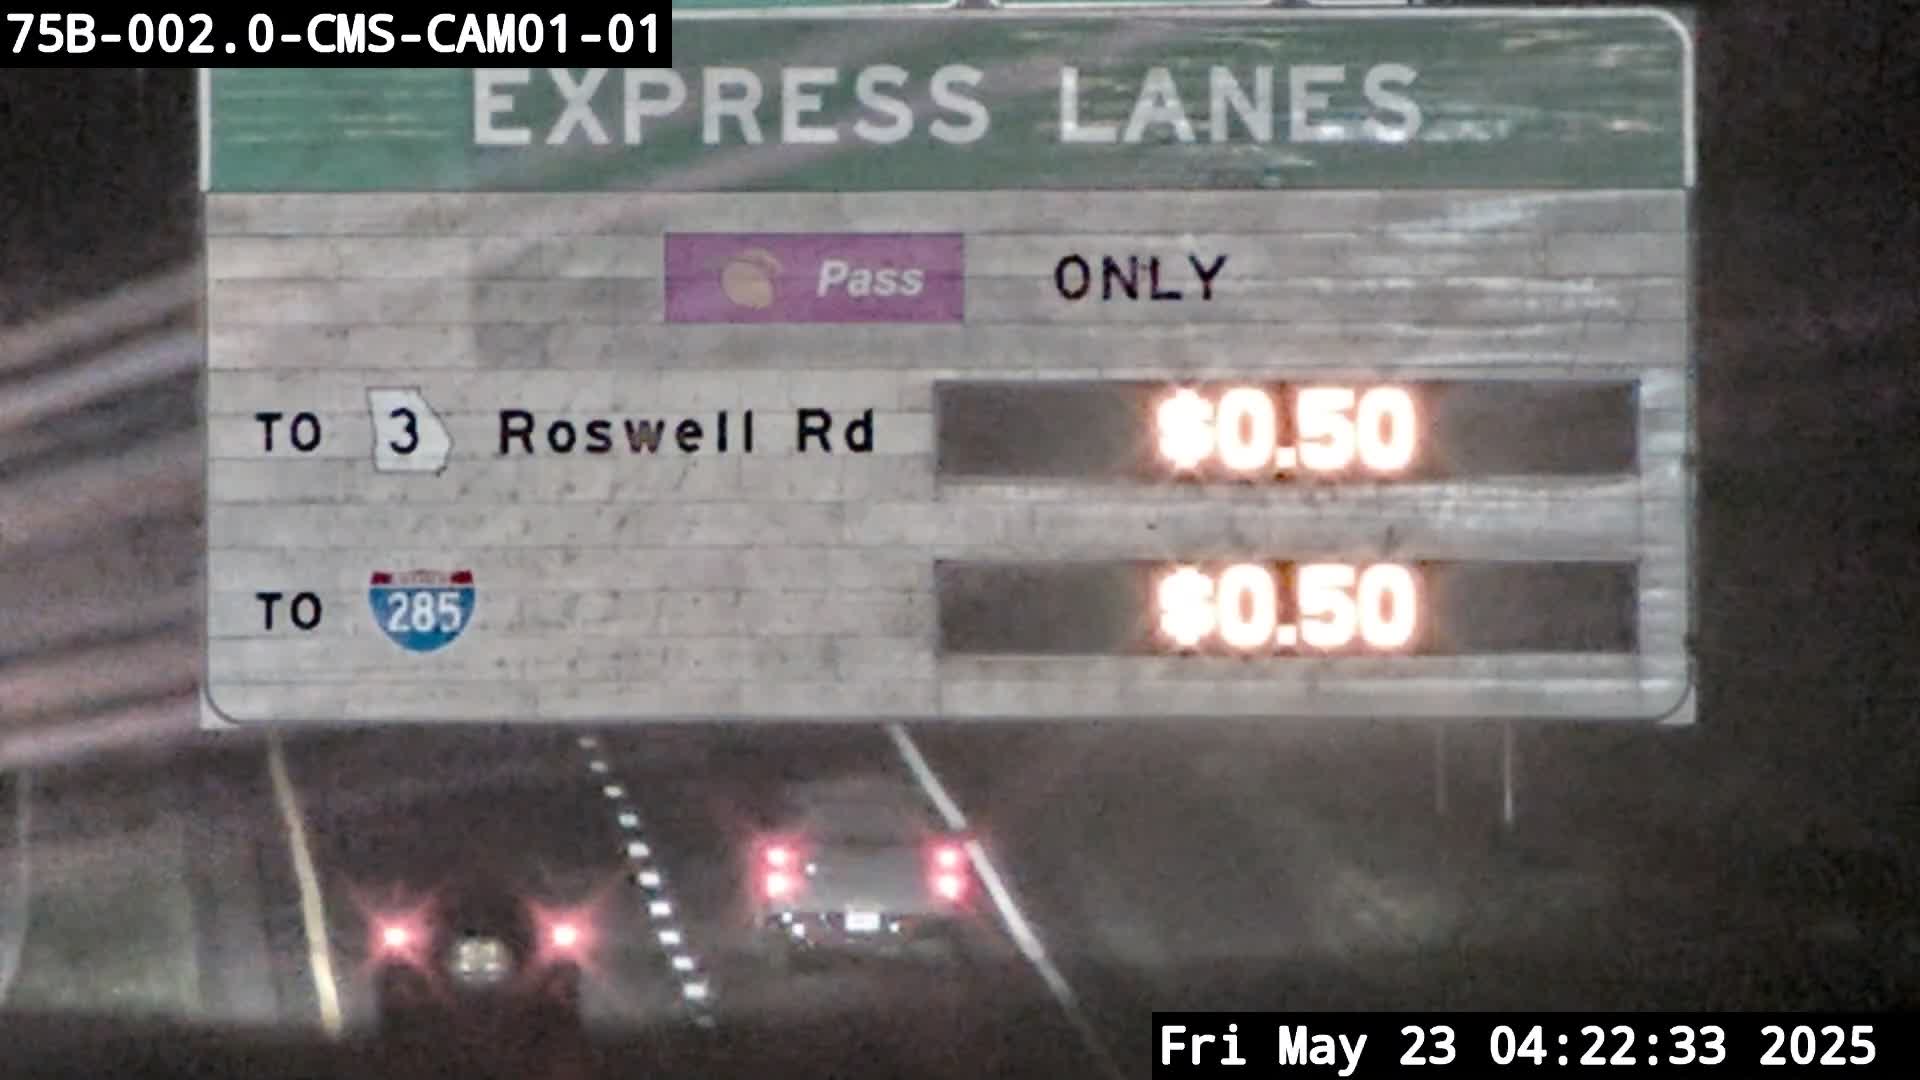 75B-002.0-CMS-CAM01-01
EXPRESS LANES
Pass ONLY
TO 3 Roswell Rd $0.50
TO 285 $0.50
Fri May 23 04:22:33 2025